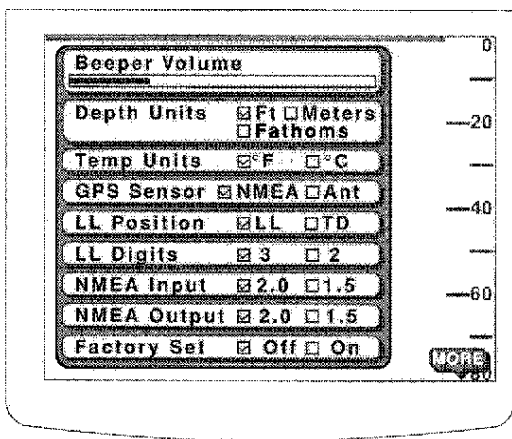 Beeper Volume
Depth Units ☑Ft ☐Meters
☐Fathoms
Temp Units ☑°F ☐°C
GPS Sensor ☑NMEA ☐Ant
LL Position ☑LL ☐TD
LL Digits ☑ 3 ☐ 2
NMEA Input ☑ 2.0 ☐1.5
NMEA Output ☑ 2.0 ☐ 1.5
Factory Set ☑ Off ☐ On
0
20
40
60
80
MORE